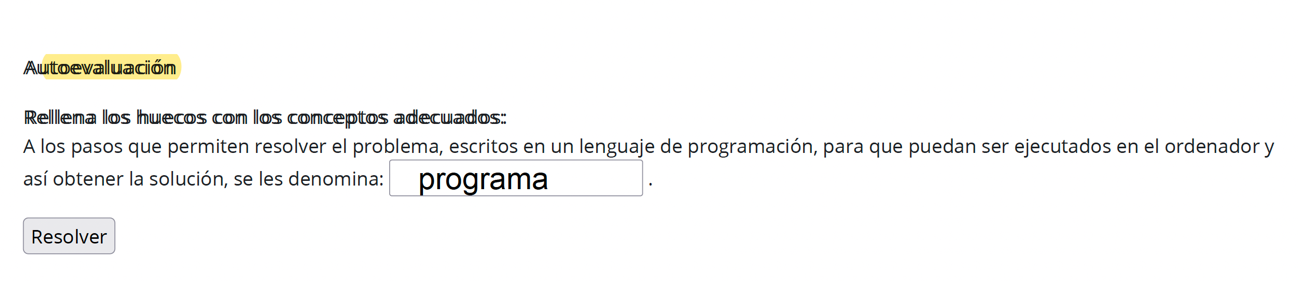 Autoevaluación
Rellena los huecos con los conceptos adecuados:
A los pasos que permiten resolver el problema, escritos en un lenguaje de programación, para que puedan ser ejecutados en el ordenador y
así obtener la solución, se les denomina: programa .
Resolver